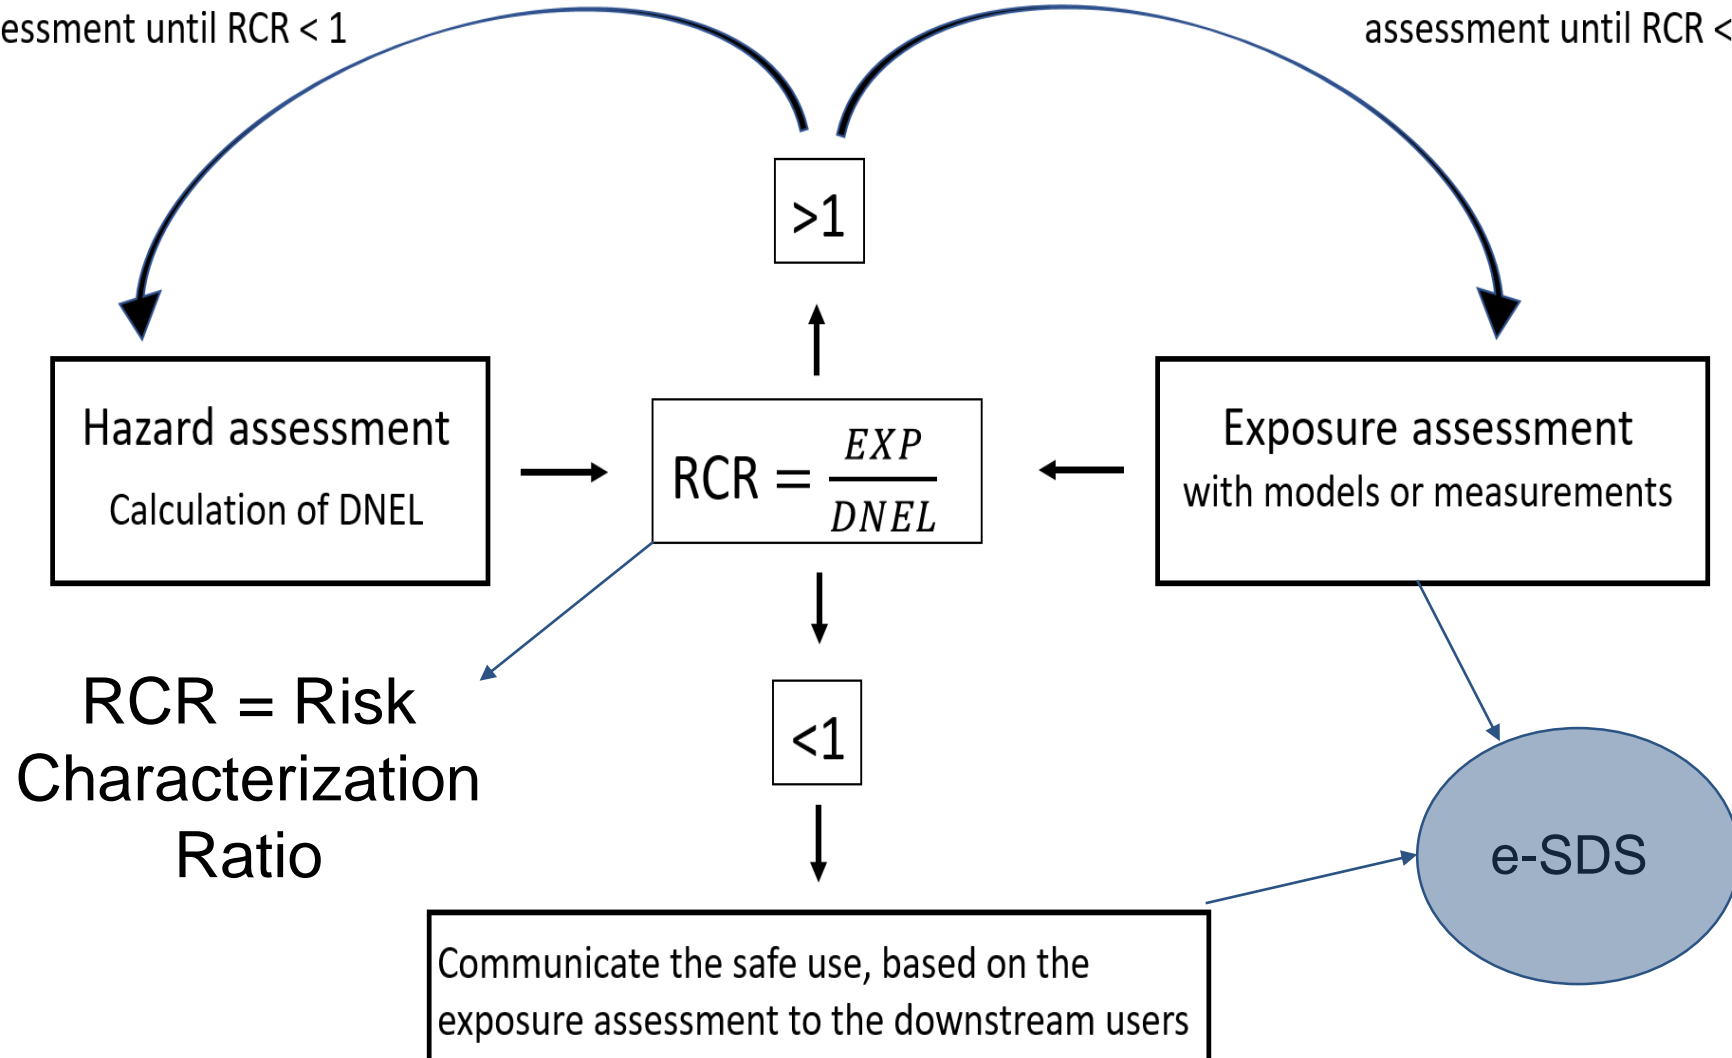 essment until RCR < 1
assessment until RCR <
>1
Hazard assessment
Calculation of DNEL
RCR = EXP / DNEL
Exposure assessment
with models or measurements
RCR = Risk
Characterization
Ratio
<1
e-SDS
Communicate the safe use, based on the
exposure assessment to the downstream users